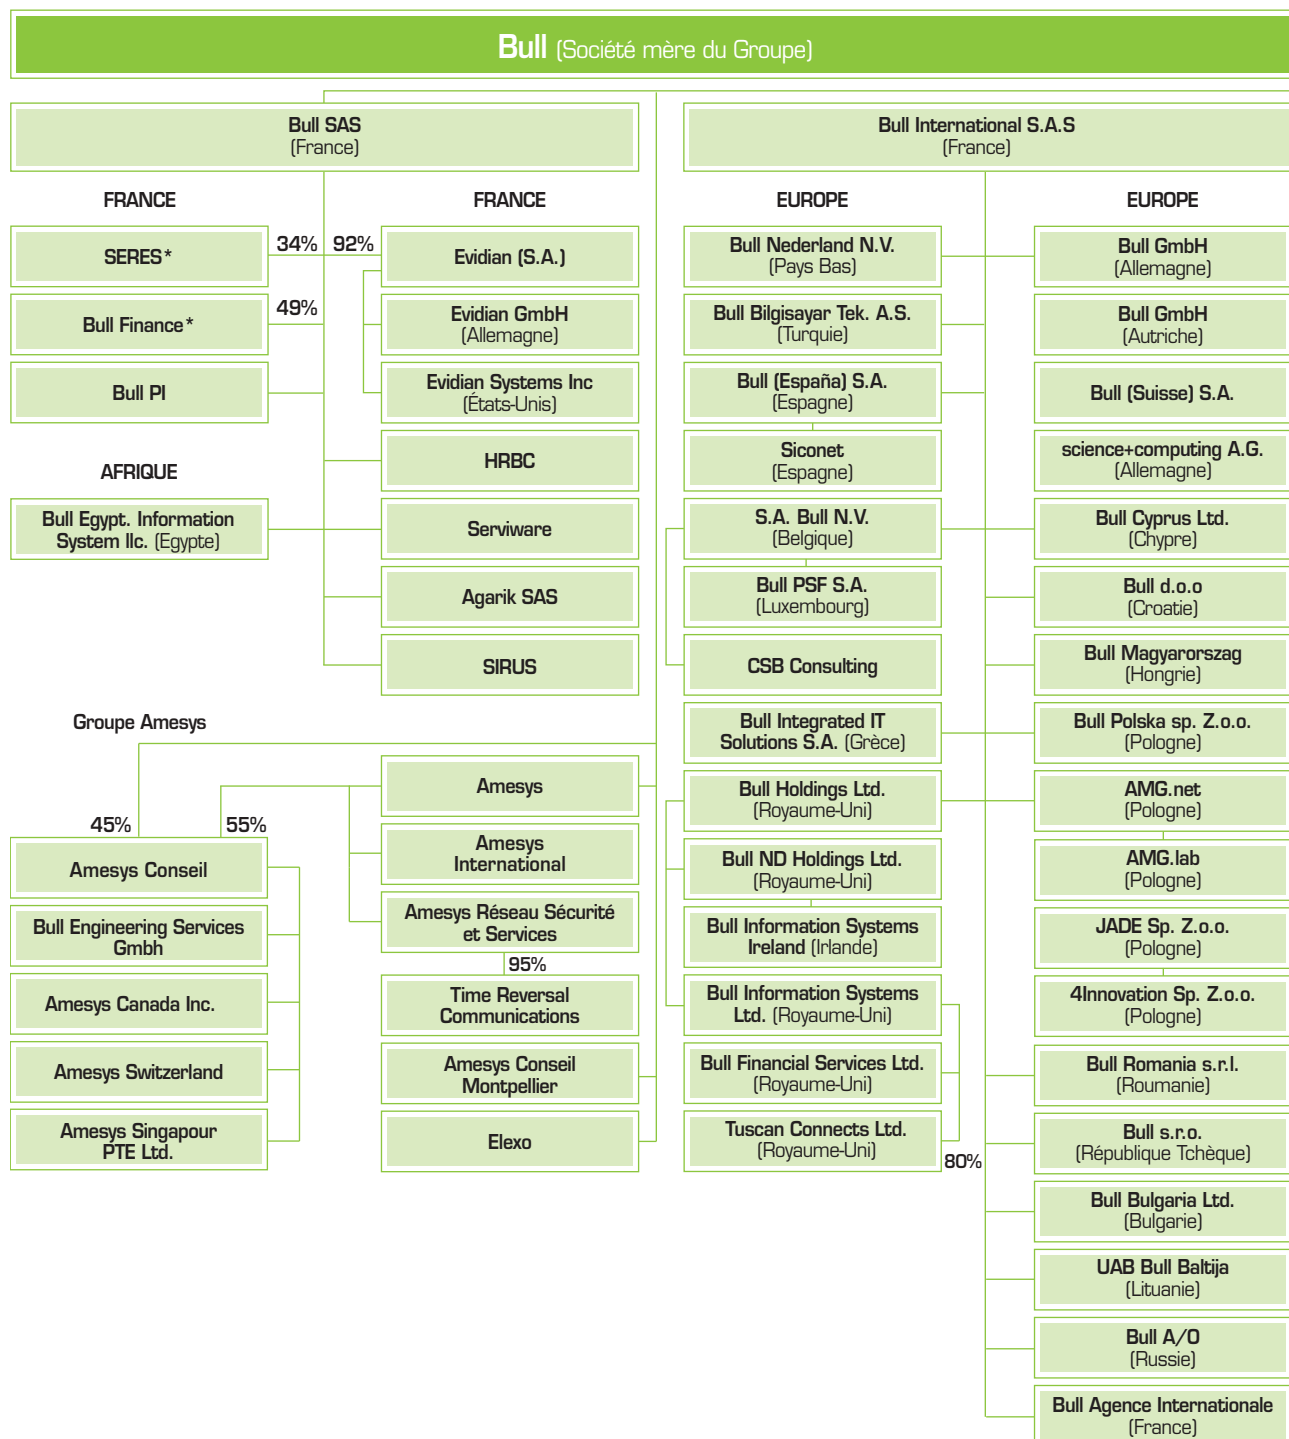 Bull (Société mère du Groupe)
Bull SAS
(France)
FRANCE
SERES*
34%
Bull Finance*
49%
Bull PI
AFRIQUE
Bull Egypt. Information
System llc. (Egypte)
FRANCE
92%
Evidian (S.A.)
Evidian GmbH
(Allemagne)
Evidian Systems Inc
(États-Unis)
HRBC
Serviware
Agarik SAS
SIRUS
Groupe Amesys
45%
55%
Amesys Conseil
Bull Engineering Services
Gmbh
Amesys Canada Inc.
Amesys Switzerland
Amesys Singapour
PTE Ltd.
Amesys
Amesys
International
Amesys Réseau Sécurité
et Services
95%
Time Reversal
Communications
Amesys Conseil
Montpellier
Elexo
Bull International S.A.S
(France)
EUROPE
Bull Nederland N.V.
(Pays Bas)
Bull Bilgisayar Tek. A.S.
(Turquie)
Bull (España) S.A.
(Espagne)
Siconet
(Espagne)
S.A. Bull N.V.
(Belgique)
Bull PSF S.A.
(Luxembourg)
CSB Consulting
Bull Integrated IT
Solutions S.A. (Grèce)
Bull Holdings Ltd.
(Royaume-Uni)
Bull ND Holdings Ltd.
(Royaume-Uni)
Bull Information Systems
Ireland (Irlande)
Bull Information Systems
Ltd. (Royaume-Uni)
Bull Financial Services Ltd.
(Royaume-Uni)
Tuscan Connects Ltd.
(Royaume-Uni)
80%
EUROPE
Bull GmbH
(Allemagne)
Bull GmbH
(Autriche)
Bull (Suisse) S.A.
science+computing A.G.
(Allemagne)
Bull Cyprus Ltd.
(Chypre)
Bull d.o.o
(Croatie)
Bull Magyarorszag
(Hongrie)
Bull Polska sp. Z.o.o.
(Pologne)
AMG.net
(Pologne)
AMG.lab
(Pologne)
JADE Sp. Z.o.o.
(Pologne)
4Innovation Sp. Z.o.o.
(Pologne)
Bull Romania s.r.l.
(Roumanie)
Bull s.r.o.
(République Tchèque)
Bull Bulgaria Ltd.
(Bulgarie)
UAB Bull Baltija
(Lituanie)
Bull A/O
(Russie)
Bull Agence Internationale
(France)